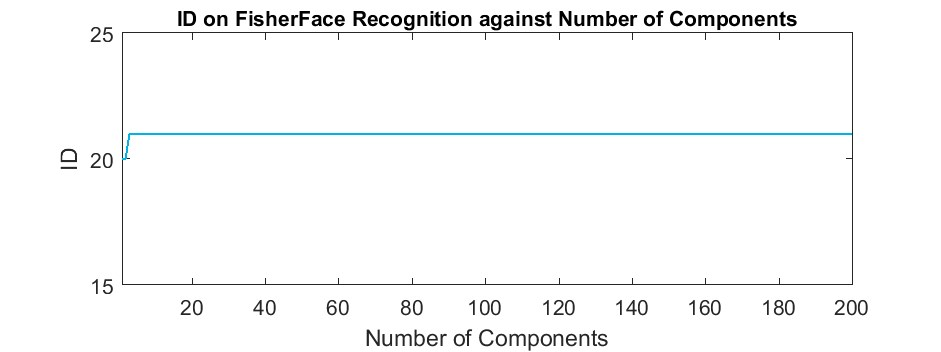 ID on FisherFace Recognition against Number of Components
25
20
15
ID
20 40 60 80 100 120 140 160 180 200
Number of Components